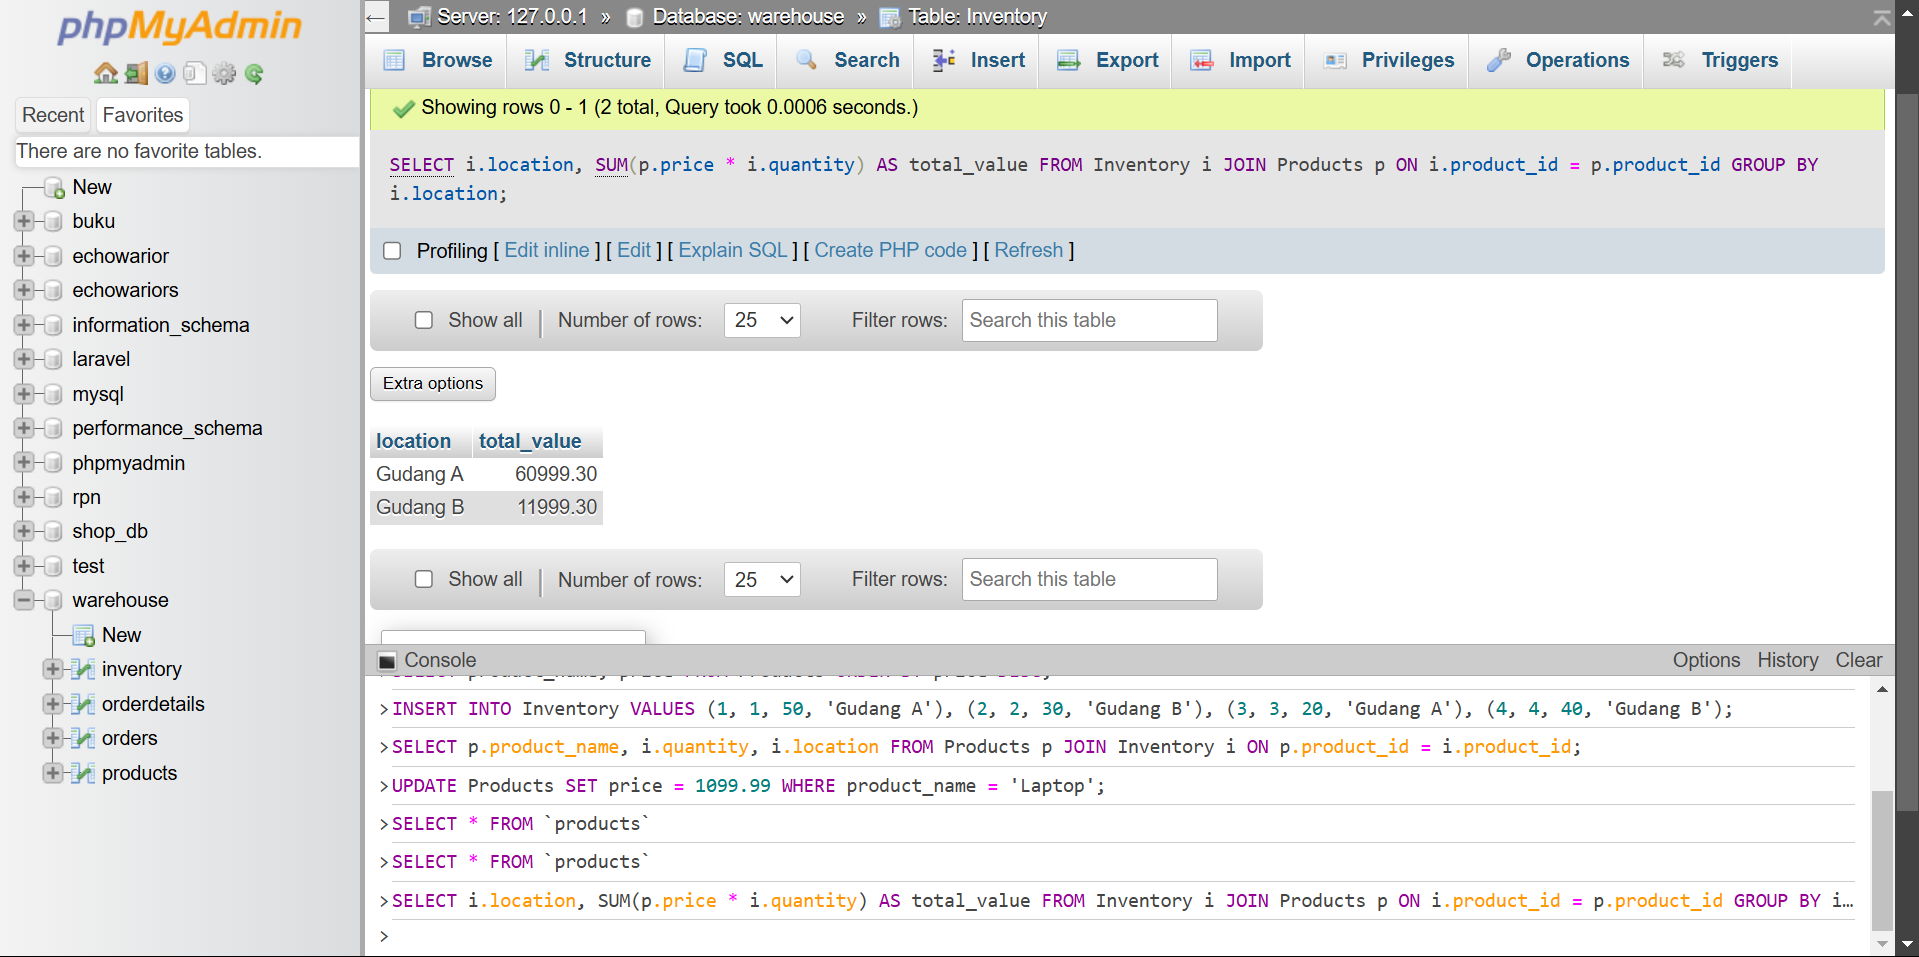 phpMyAdmin
Recent
Favorites
There are no favorite tables.
New
buku
echowarior
echowariors
information_schema
laravel
mysql
performance_schema
phpmyadmin
rpn
shop_db
test
warehouse
New
inventory
orderdetails
orders
products
Server: 127.0.0.1 » Database: warehouse » Table: Inventory
Browse Structure SQL Search Insert Export Import Privileges Operations Triggers
Showing rows 0 - 1 (2 total, Query took 0.0006 seconds.)
SELECT i.location, SUM(p.price * i.quantity) AS total_value FROM Inventory i JOIN Products p ON i.product_id = p.product_id GROUP BY
i.location;
Profiling [ Edit inline ] [ Edit ] [ Explain SQL ] [ Create PHP code ] [ Refresh ]
Show all Number of rows: 25 Filter rows: Search this table
Extra options
location total_value
Gudang A 60999.30
Gudang B 11999.30
Show all Number of rows: 25 Filter rows: Search this table
Console Options History Clear
SELECT product_name, price FROM Products ORDER BY price DESC;
>INSERT INTO Inventory VALUES (1, 1, 50, 'Gudang A'), (2, 2, 30, 'Gudang B'), (3, 3, 20, 'Gudang A'), (4, 4, 40, 'Gudang B');
>SELECT p.product_name, i.quantity, i.location FROM Products p JOIN Inventory i ON p.product_id = i.product_id;
>UPDATE Products SET price = 1099.99 WHERE product_name = 'Laptop';
>SELECT * FROM `products`
>SELECT * FROM `products`
>SELECT i.location, SUM(p.price * i.quantity) AS total_value FROM Inventory i JOIN Products p ON i.product_id = p.product_id GROUP BY i…
>